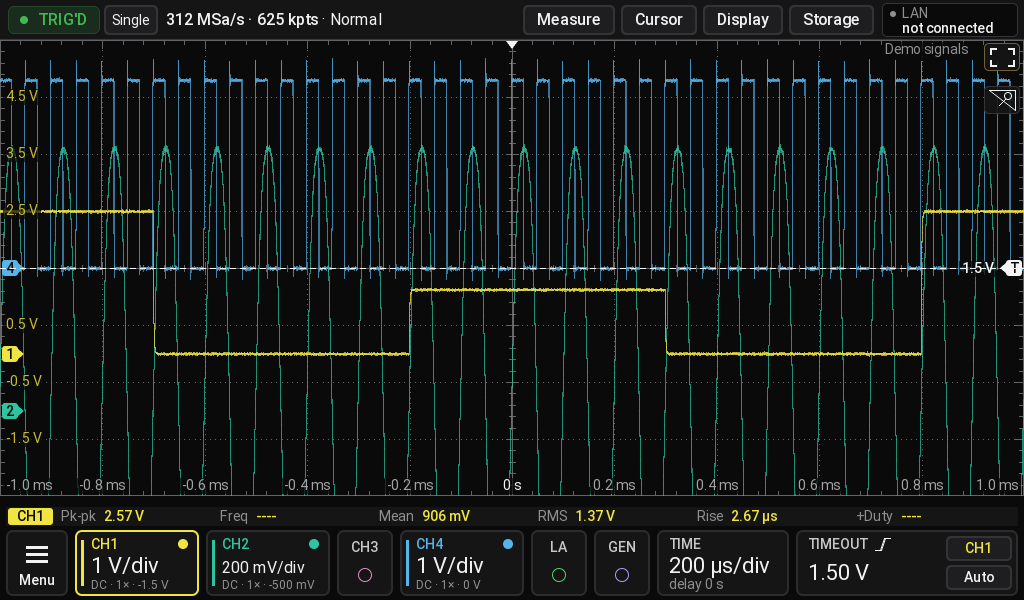 TRIG'D Single 312 MSa/s · 625 kpts · Normal Measure Cursor Display Storage LAN
not connected
Demo signals
4.5 V
3.5 V
2.5 V
4 1.5 V T
0.5 V
1
-0.5 V
2
-1.5 V
-1.0 ms -0.8 ms -0.6 ms -0.4 ms -0.2 ms 0 s 0.2 ms 0.4 ms 0.6 ms 0.8 ms 1.0 ms
CH1 Pk-pk 2.57 V Freq ---- Mean 906 mV RMS 1.37 V Rise 2.67 µs +Duty ----
Menu
CH1
1 V/div
DC · 1× · -1.5 V
CH2
200 mV/div
DC · 1× · -500 mV
CH3
CH4
1 V/div
DC · 1× · 0 V
LA
GEN
TIME
200 µs/div
delay 0 s
TIMEOUT
1.50 V
CH1
Auto